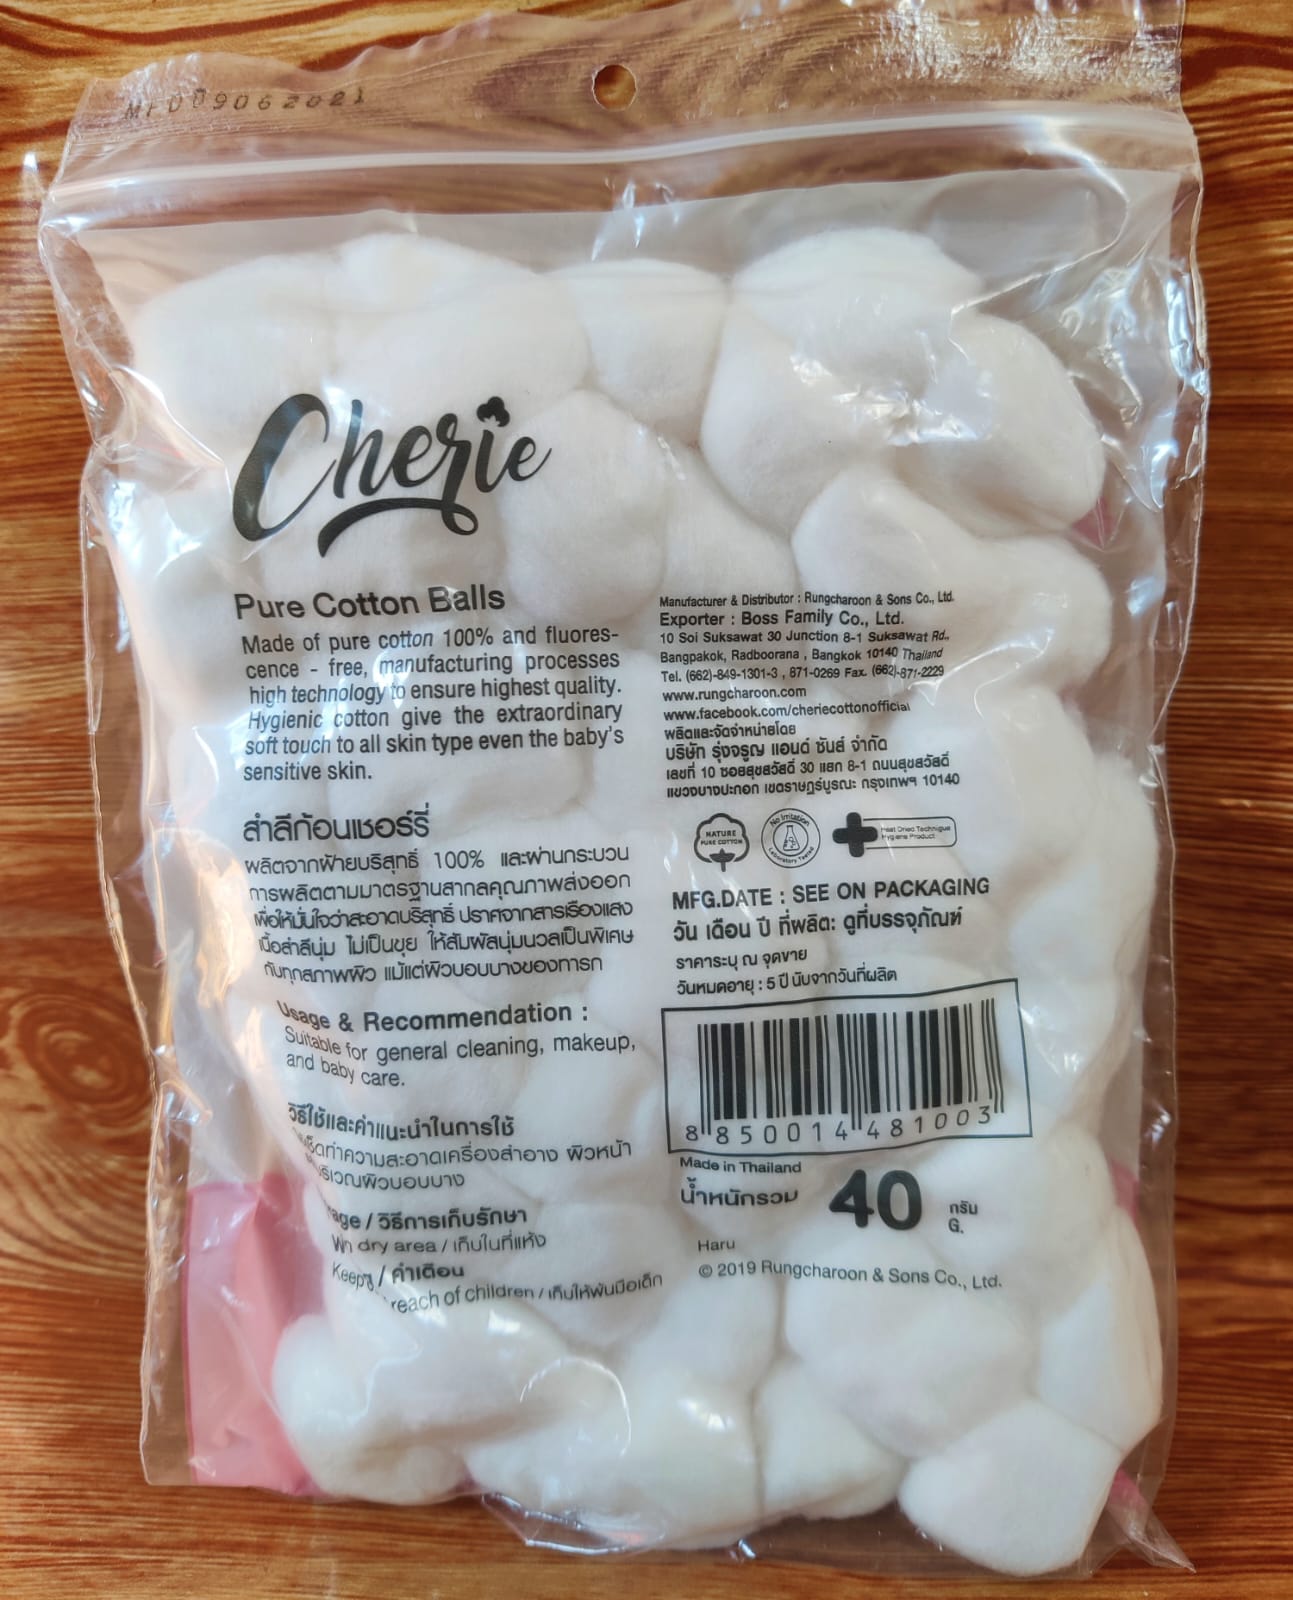 MFD09062021
Cherie
Pure Cotton Balls
Made of pure cotton 100% and fluores-
cence - free, manufacturing processes
high technology to ensure highest quality.
Hygienic cotton give the extraordinary
soft touch to all skin type even the baby's
sensitive skin.
สำลีก้อนเชอร์รี่
ผลิตจากฝ้ายบริสุทธิ์ 100% และผ่านกระบวน
การผลิตตามมาตรฐานสากลคุณภาพส่งออก
เพื่อให้มั่นใจว่าสะอาดบริสุทธิ์ ปราศจากสารเรืองแสง
เนื้อสำลีนุ่ม ไม่เป็นขุย ให้สัมผัสนุ่มนวลเป็นพิเศษ
กับทุกสภาพผิว แม้แต่ผิวบอบบางของทารก
Usage & Recommendation :
Suitable for general cleaning, makeup,
and baby care.
วิธีใช้และคำแนะนำในการใช้
ทำความสะอาดเครื่องสำอาง ผิวหน้า
ผิวบอบบาง
/ วิธีการเก็บรักษา
dry area / เก็บในที่แห้ง
/ คำเตือน
Keep reach of children / เก็บให้พ้นมือเด็ก
Manufacturer & Distributor : Rungcharoon & Sons Co., Ltd.
Exporter : Boss Family Co., Ltd.
10 Soi Suksawat 30 Junction 8-1 Suksawat Rd.,
Bangpakok, Radboorana , Bangkok 10140 Thailand
Tel. (662)-849-1301-3 , 871-0269 Fax. (662)-871-2229
www.rungcharoon.com
www.facebook.com/cheriecottonofficial
ผลิตและจัดจำหน่ายโดย
บริษัท รุ่งจรูญ แอนด์ ซันส์ จำกัด
เลขที่ 10 ซอยสุขสวัสดิ์ 30 แยก 8-1 ถนนสุขสวัสดิ์
แขวงบางปะกอก เขตราษฎร์บูรณะ กรุงเทพฯ 10140
NATURE
PURE COTTON
No Irritation
Laboratory Tested
Heat Dried Technique
Hygiene Product
MFG.DATE : SEE ON PACKAGING
วัน เดือน ปี ที่ผลิต: ดูที่บรรจุภัณฑ์
ราคาระบุ ณ จุดขาย
วันหมดอายุ : 5 ปี นับจากวันที่ผลิต
8 850014 481003
Made in Thailand
น้ำหนักรวม 40 กรัม
G.
Haru
© 2019 Rungcharoon & Sons Co., Ltd.